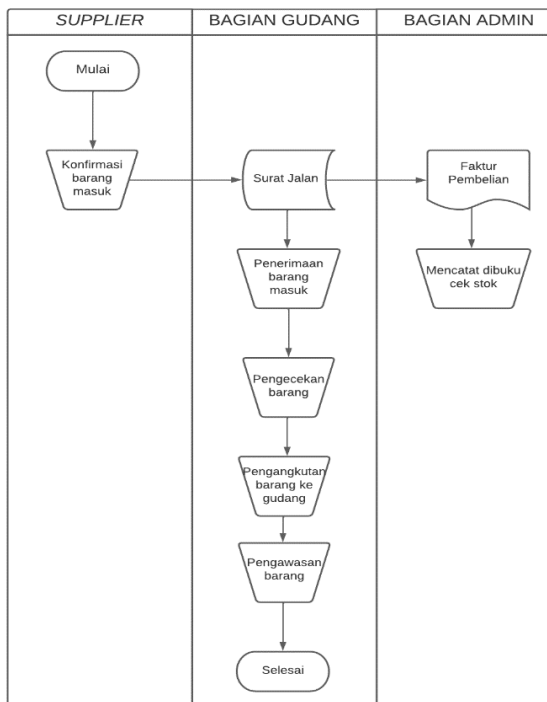 SUPPLIER
BAGIAN GUDANG
BAGIAN ADMIN
Mulai
Konfirmasi
barang
masuk
Surat Jalan
Faktur
Pembelian
Penerimaan
barang
masuk
Mencatat dibuku
cek stok
Pengecekan
barang
Pengangkutan
barang ke
gudang
Pengawasan
barang
Selesai